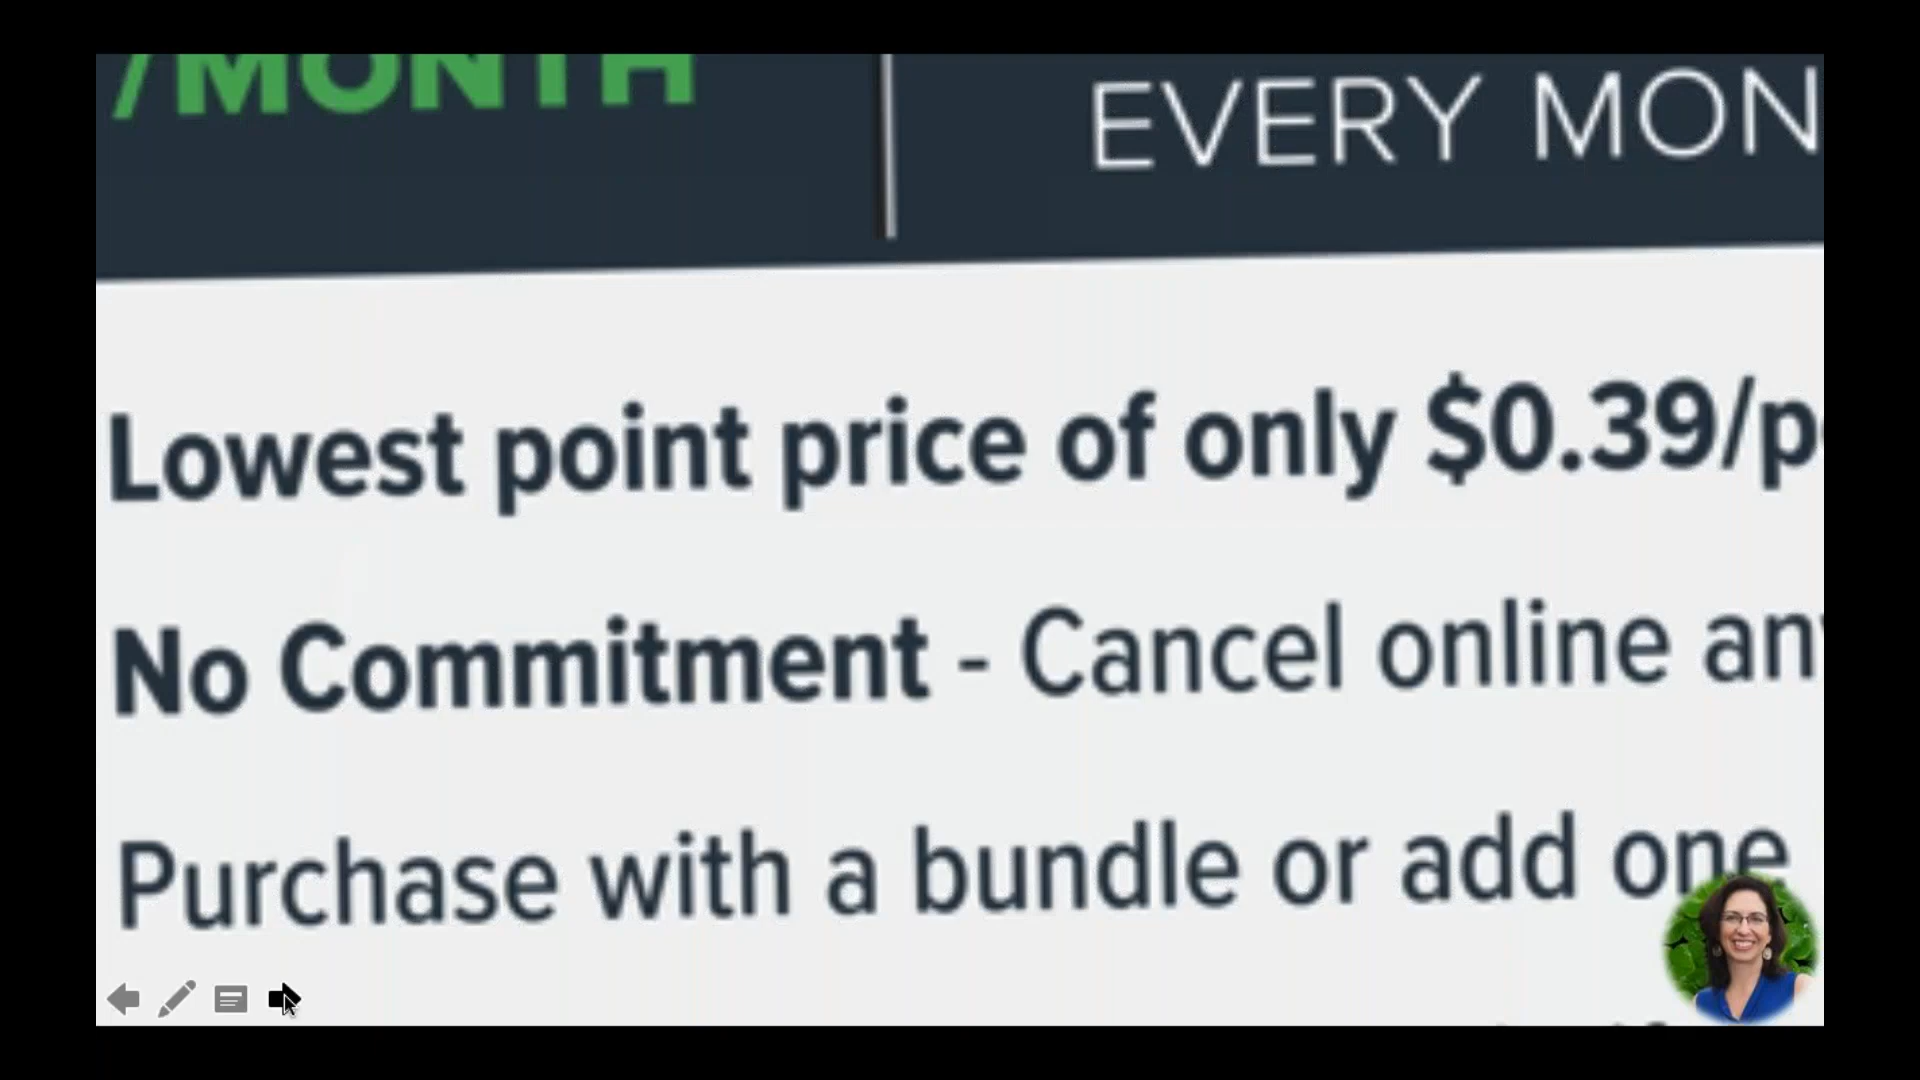 /MONTH
EVERY MON
Lowest point price of only $0.39/p
No Commitment - Cancel online an
Purchase with a bundle or add one